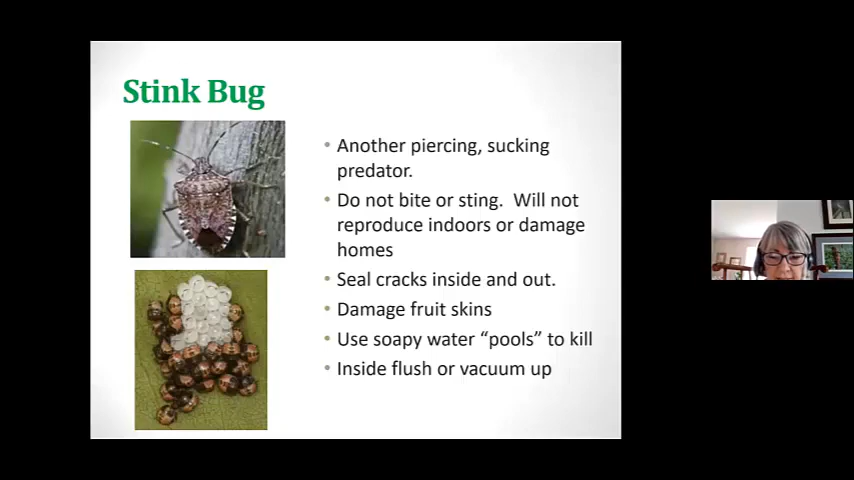 Stink Bug
• Another piercing, sucking
predator.
• Do not bite or sting.  Will not
reproduce indoors or damage
homes
• Seal cracks inside and out.
• Damage fruit skins
• Use soapy water “pools” to kill
• Inside flush or vacuum up